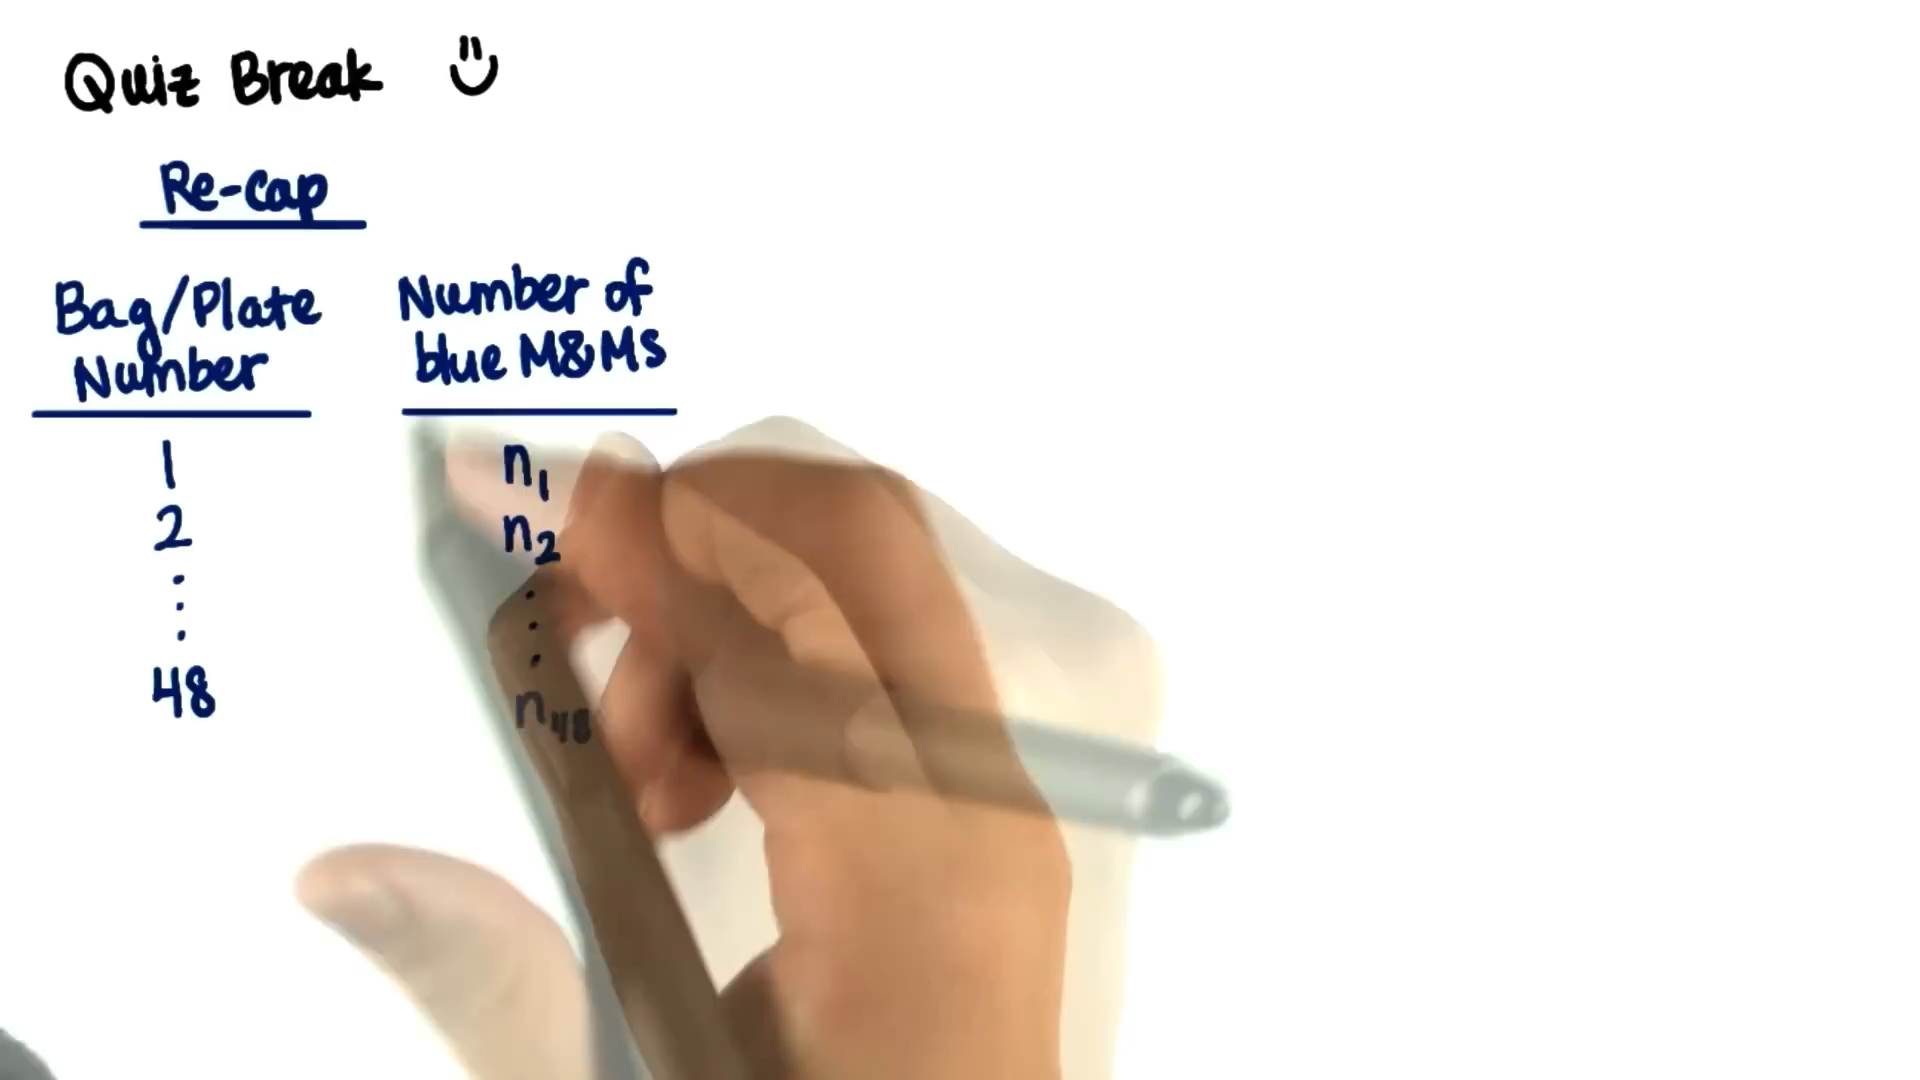 Quiz Break
Re-cap
Bag/Plate Number
Number of blue M&Ms
1 n₁
2 n₂
⋮ ⋮
48 n₄₈